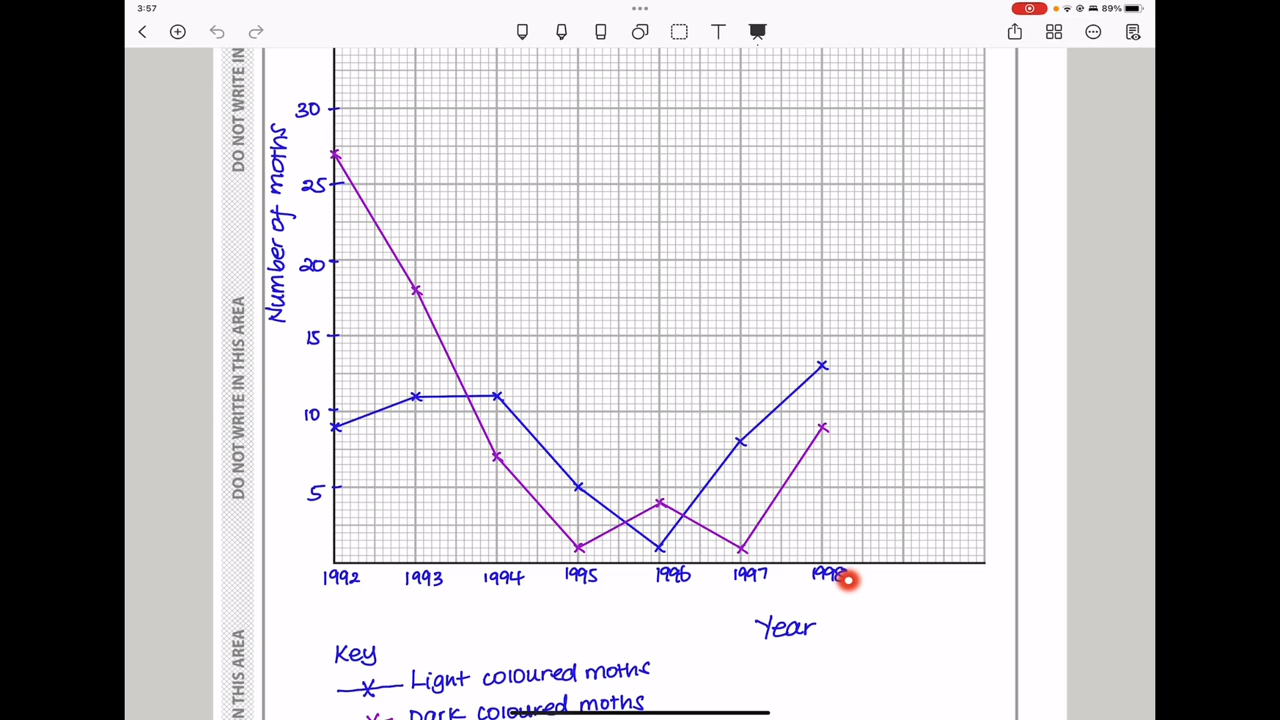 3:57
89%
DO NOT WRITE IN
DO NOT WRITE IN THIS AREA
IN THIS AREA
Number of moths
30
25
20
15
10
5
1992 1993 1994 1995 1996 1997 1998
Year
Key
Light coloured moths
Dark coloured moths